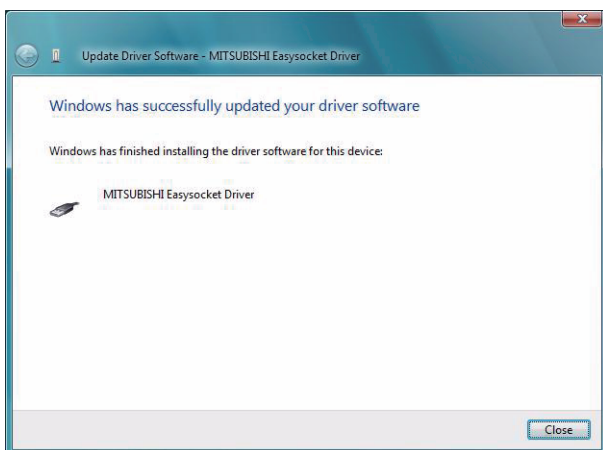 Update Driver Software - MITSUBISHI Easysocket Driver
Windows has successfully updated your driver software
Windows has finished installing the driver software for this device:
MITSUBISHI Easysocket Driver
Close